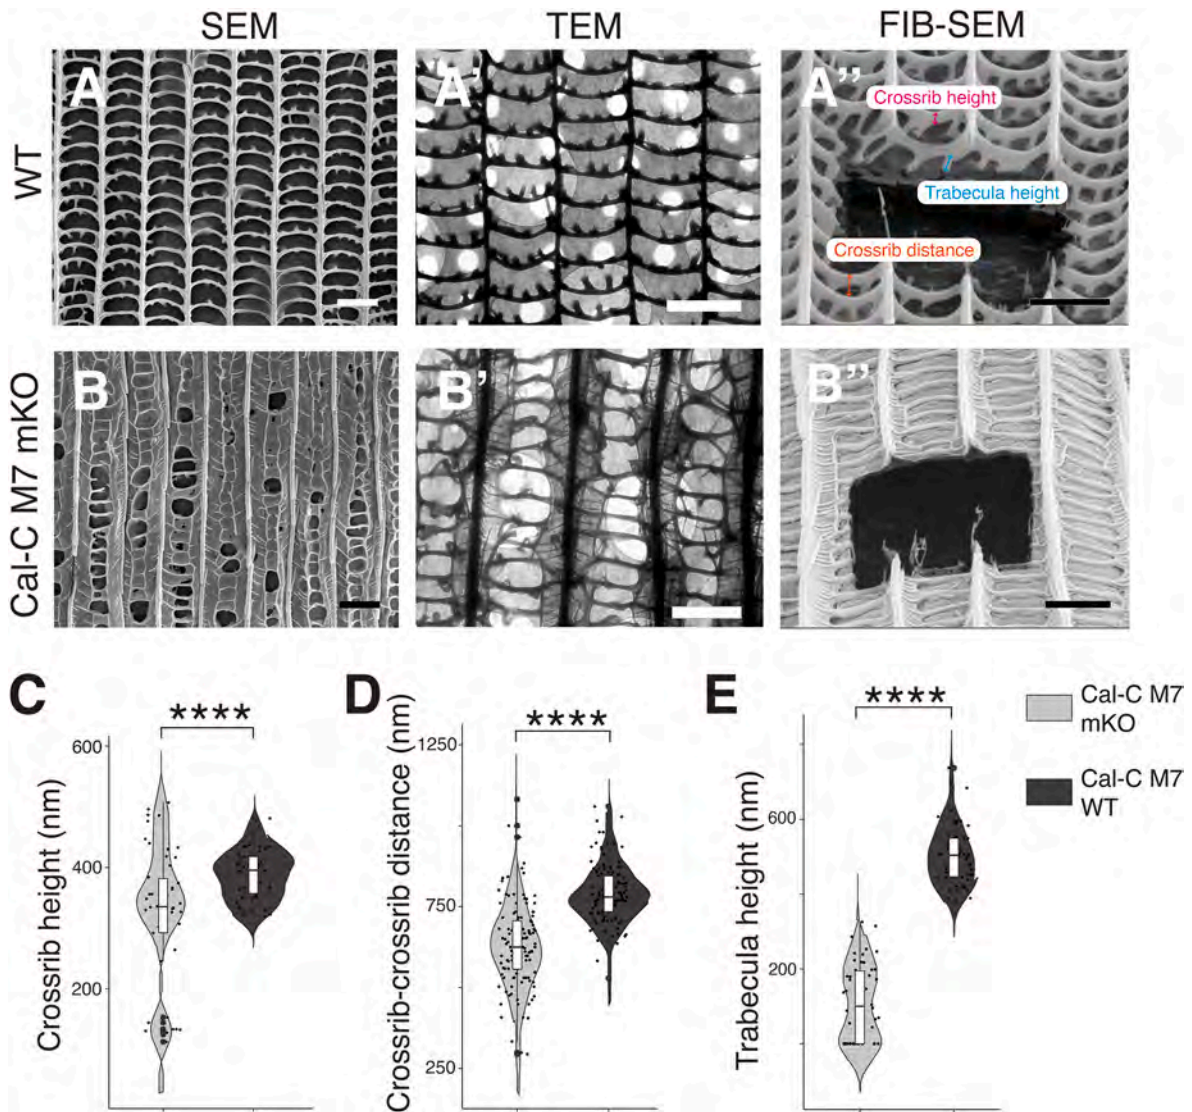 SEM TEM FIB-SEM
WT
A A' A"
Crossrib height
Trabecula height
Crossrib distance
Cal-C M7 mKO
B B' B"
C
Crossrib height (nm)
600
400
200
****
D
Crossrib-crossrib distance (nm)
1250
750
250
****
E
Trabecula height (nm)
600
200
****
Cal-C M7
mKO
Cal-C M7
WT